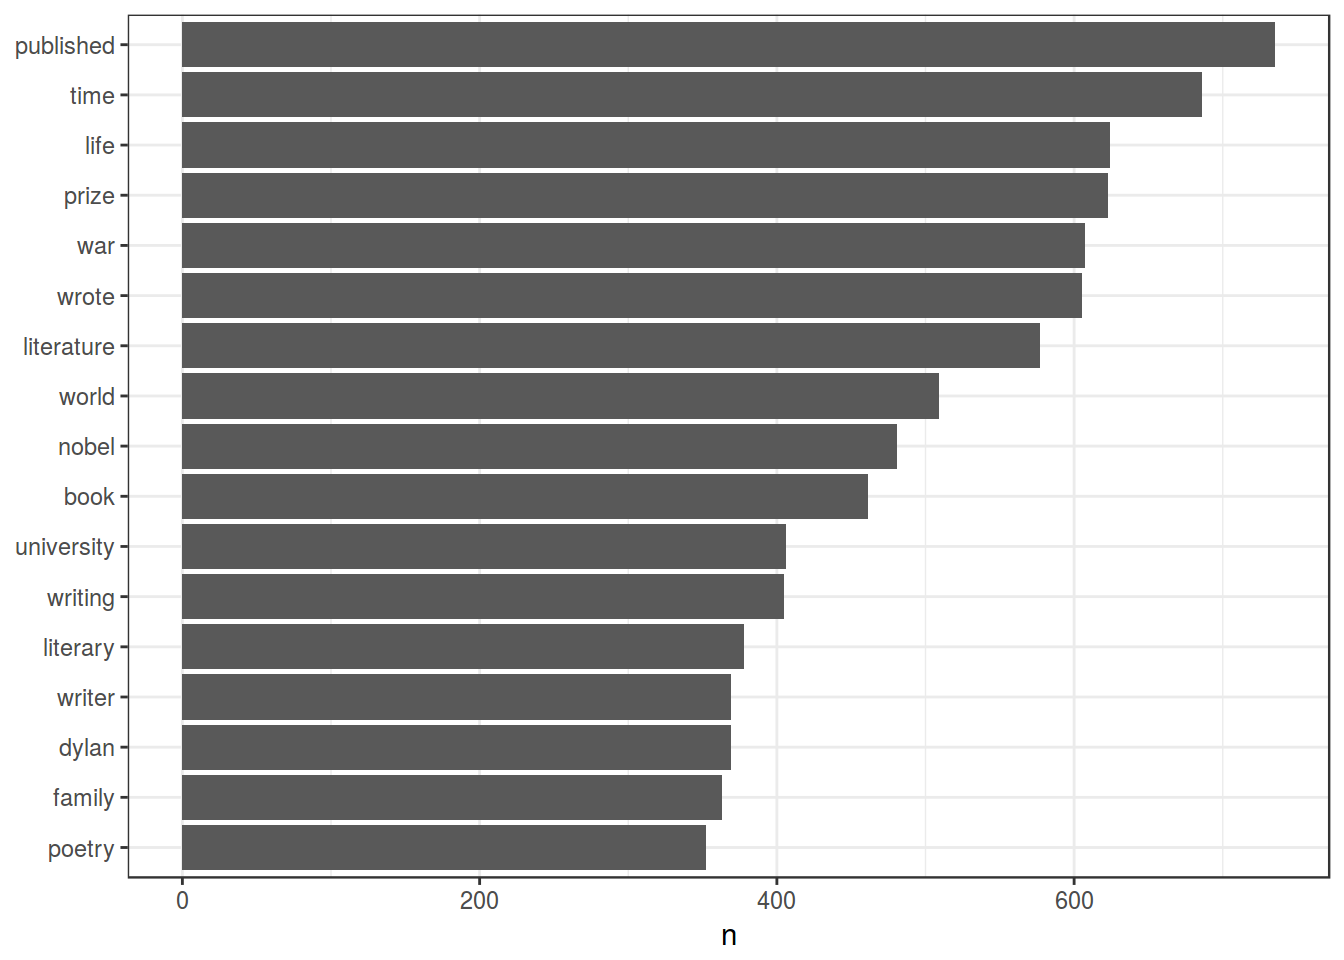 published
time
life
prize
war
wrote
literature
world
nobel
book
university
writing
literary
writer
dylan
family
poetry
0 200 400 600
n